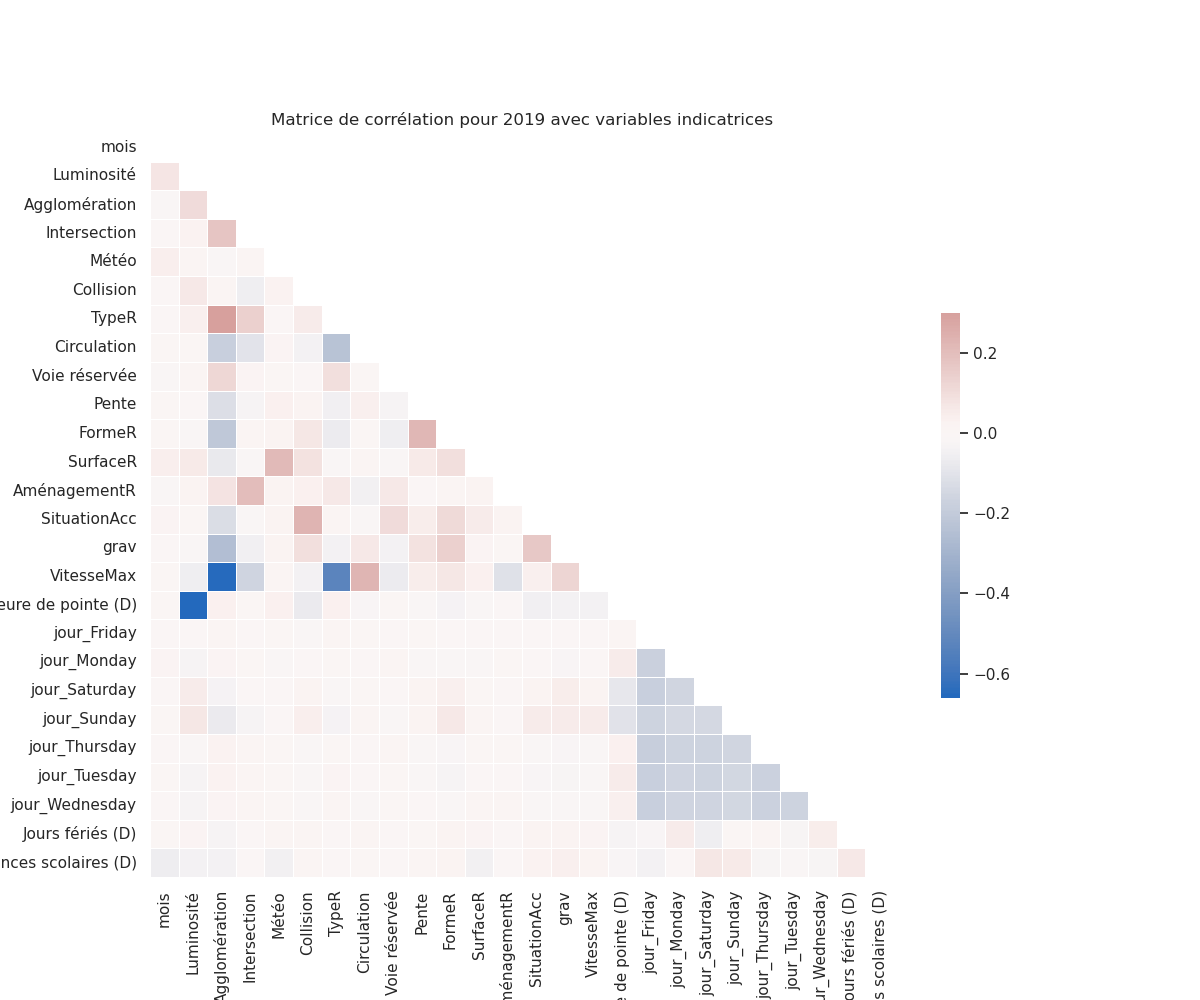 Matrice de corrélation pour 2019 avec variables indicatrices
mois
Luminosité
Agglomération
Intersection
Météo
Collision
TypeR
Circulation
Voie réservée
Pente
FormeR
SurfaceR
AménagementR
SituationAcc
grav
VitesseMax
eure de pointe (D)
jour_Friday
jour_Monday
jour_Saturday
jour_Sunday
jour_Thursday
jour_Tuesday
jour_Wednesday
Jours fériés (D)
nces scolaires (D)
0.2
0.0
−0.2
−0.4
−0.6
mois
Luminosité
Agglomération
Intersection
Météo
Collision
TypeR
Circulation
Voie réservée
Pente
FormeR
SurfaceR
ménagementR
SituationAcc
grav
VitesseMax
e de pointe (D)
jour_Friday
jour_Monday
jour_Saturday
jour_Sunday
jour_Thursday
jour_Tuesday
ur_Wednesday
ours fériés (D)
s scolaires (D)